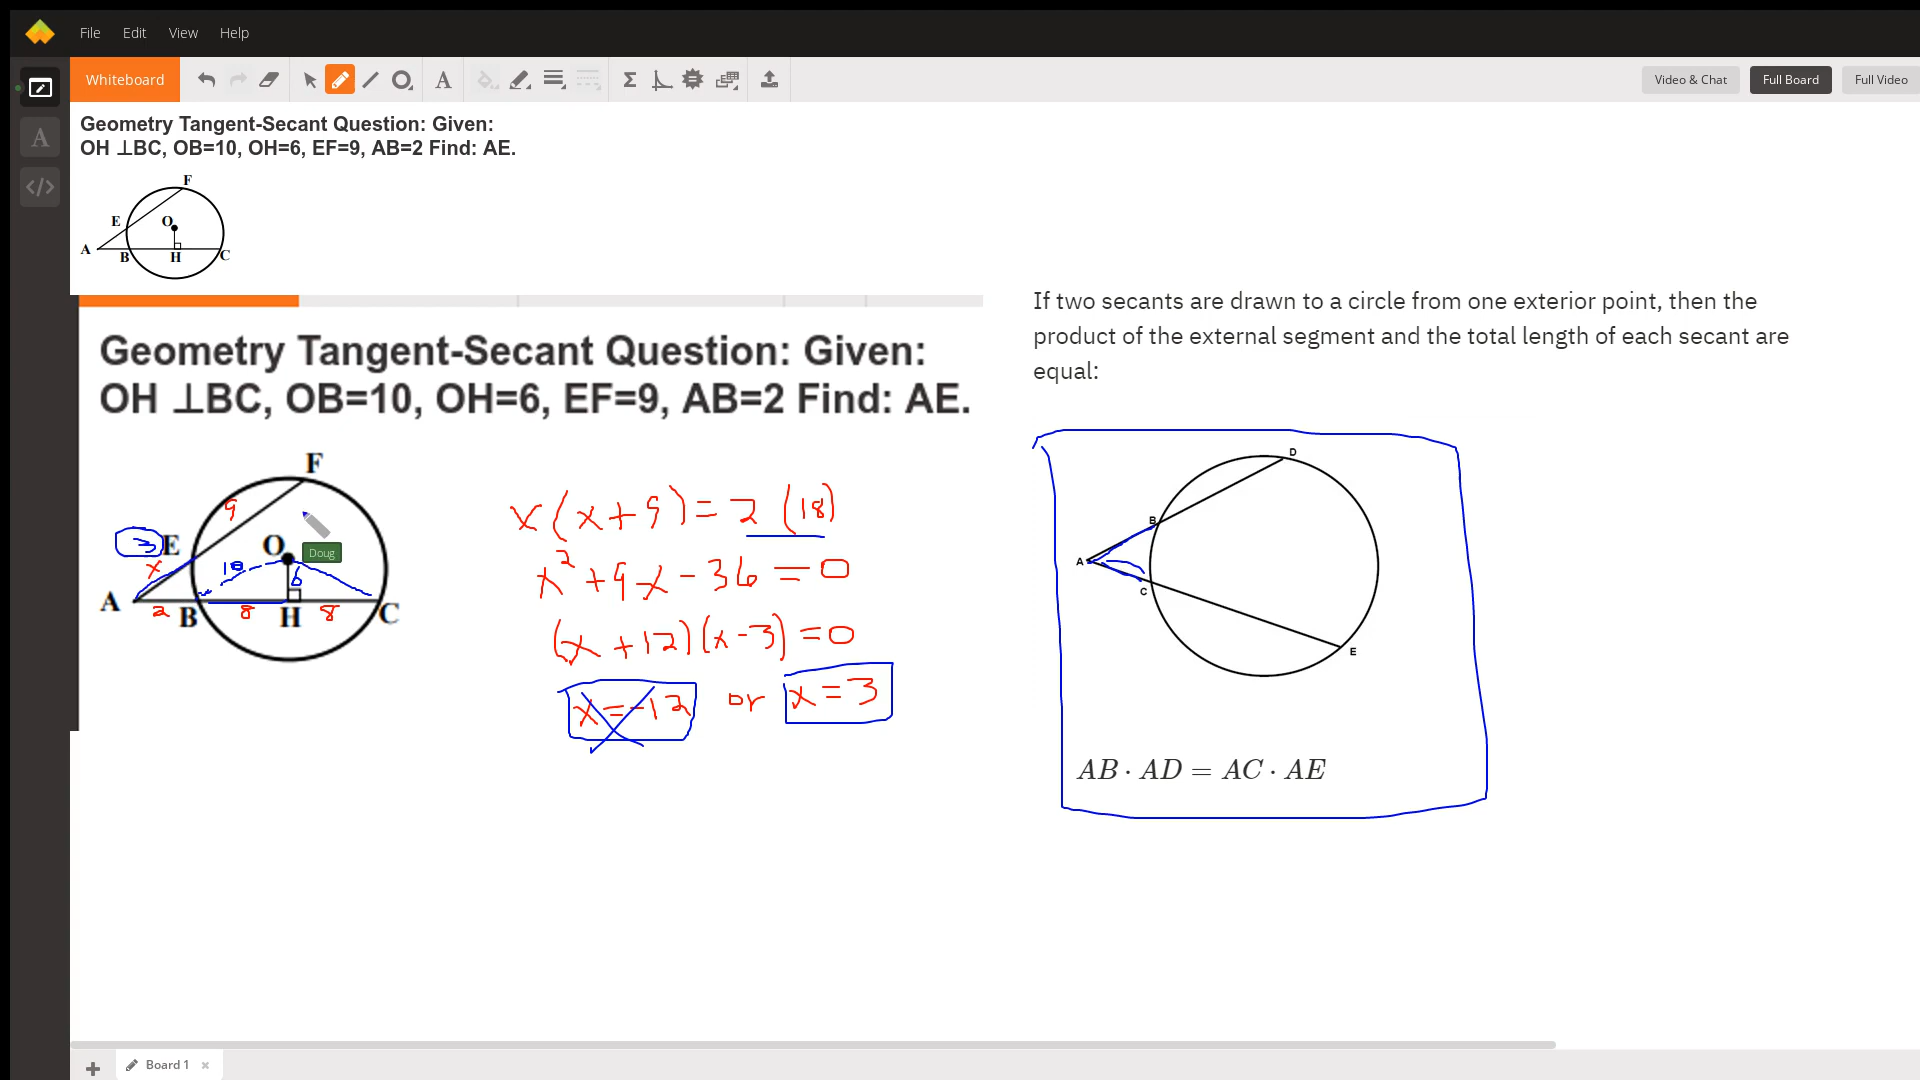 File Edit View Help
Whiteboard
A
Σ
Video & Chat Full Board Full Video
A
</>
Geometry Tangent-Secant Question: Given:
OH ⊥BC, OB=10, OH=6, EF=9, AB=2 Find: AE.
F
E
O
A
B
H
C
Geometry Tangent-Secant Question: Given:
OH ⊥BC, OB=10, OH=6, EF=9, AB=2 Find: AE.
F
9
3 E
O
Doug
x
10
6
A
2
B
8
H
8
C
x(x+9)=2(18)
x²+9x-36=0
(x+12)(x-3)=0
x=-12 or x=3
If two secants are drawn to a circle from one exterior point, then the
product of the external segment and the total length of each secant are
equal:
D
B
A
C
E
AB · AD = AC · AE
+ Board 1 ×